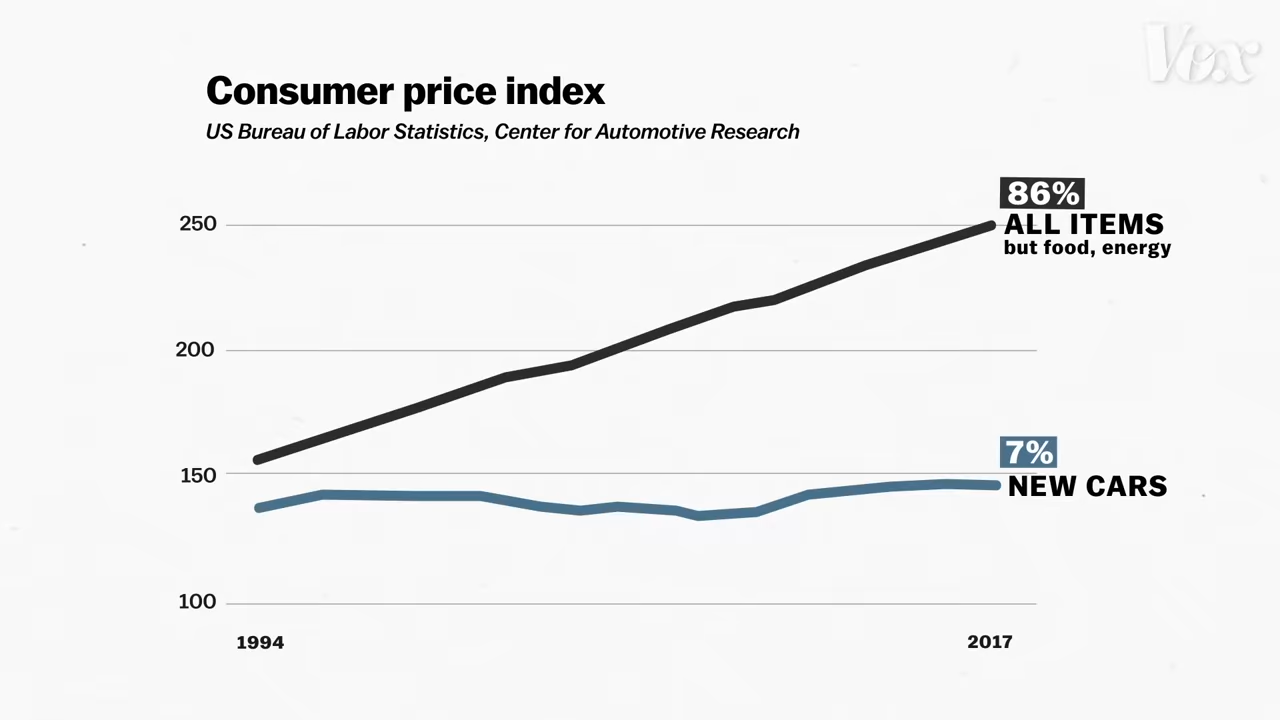 Vox
Consumer price index
US Bureau of Labor Statistics, Center for Automotive Research
86%
250
ALL ITEMS
but food, energy
200
7%
150
NEW CARS
100
1994
2017